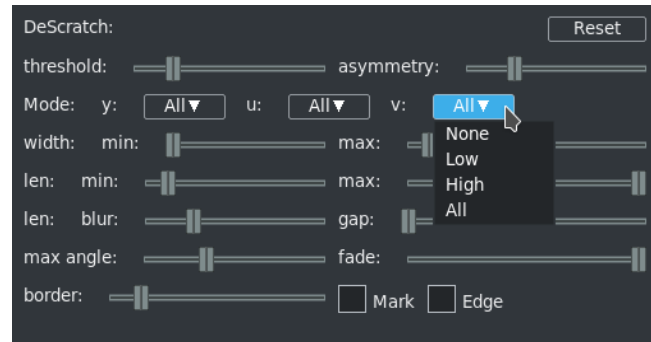 DeScratch: Reset
threshold: asymmetry:
Mode: y: All▼ u: All▼ v: All▼
None
width: min: max:
Low
len: min: max:
High
len: blur: gap:
All
max angle: fade:
border: Mark Edge